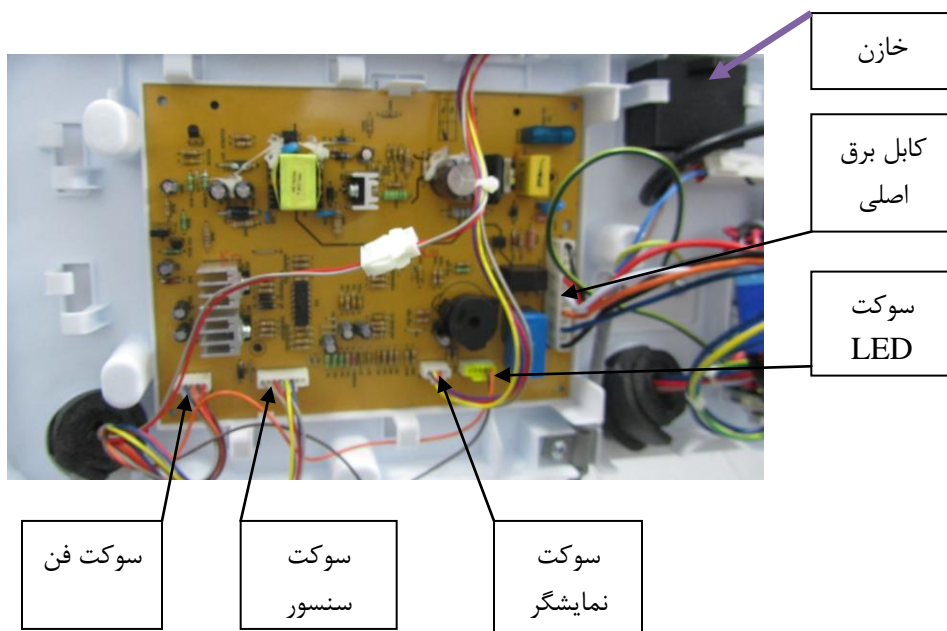 خازن
کابل برق
اصلی
سوکت
LED
سوکت فن
سوکت
سنسور
سوکت
نمایشگر